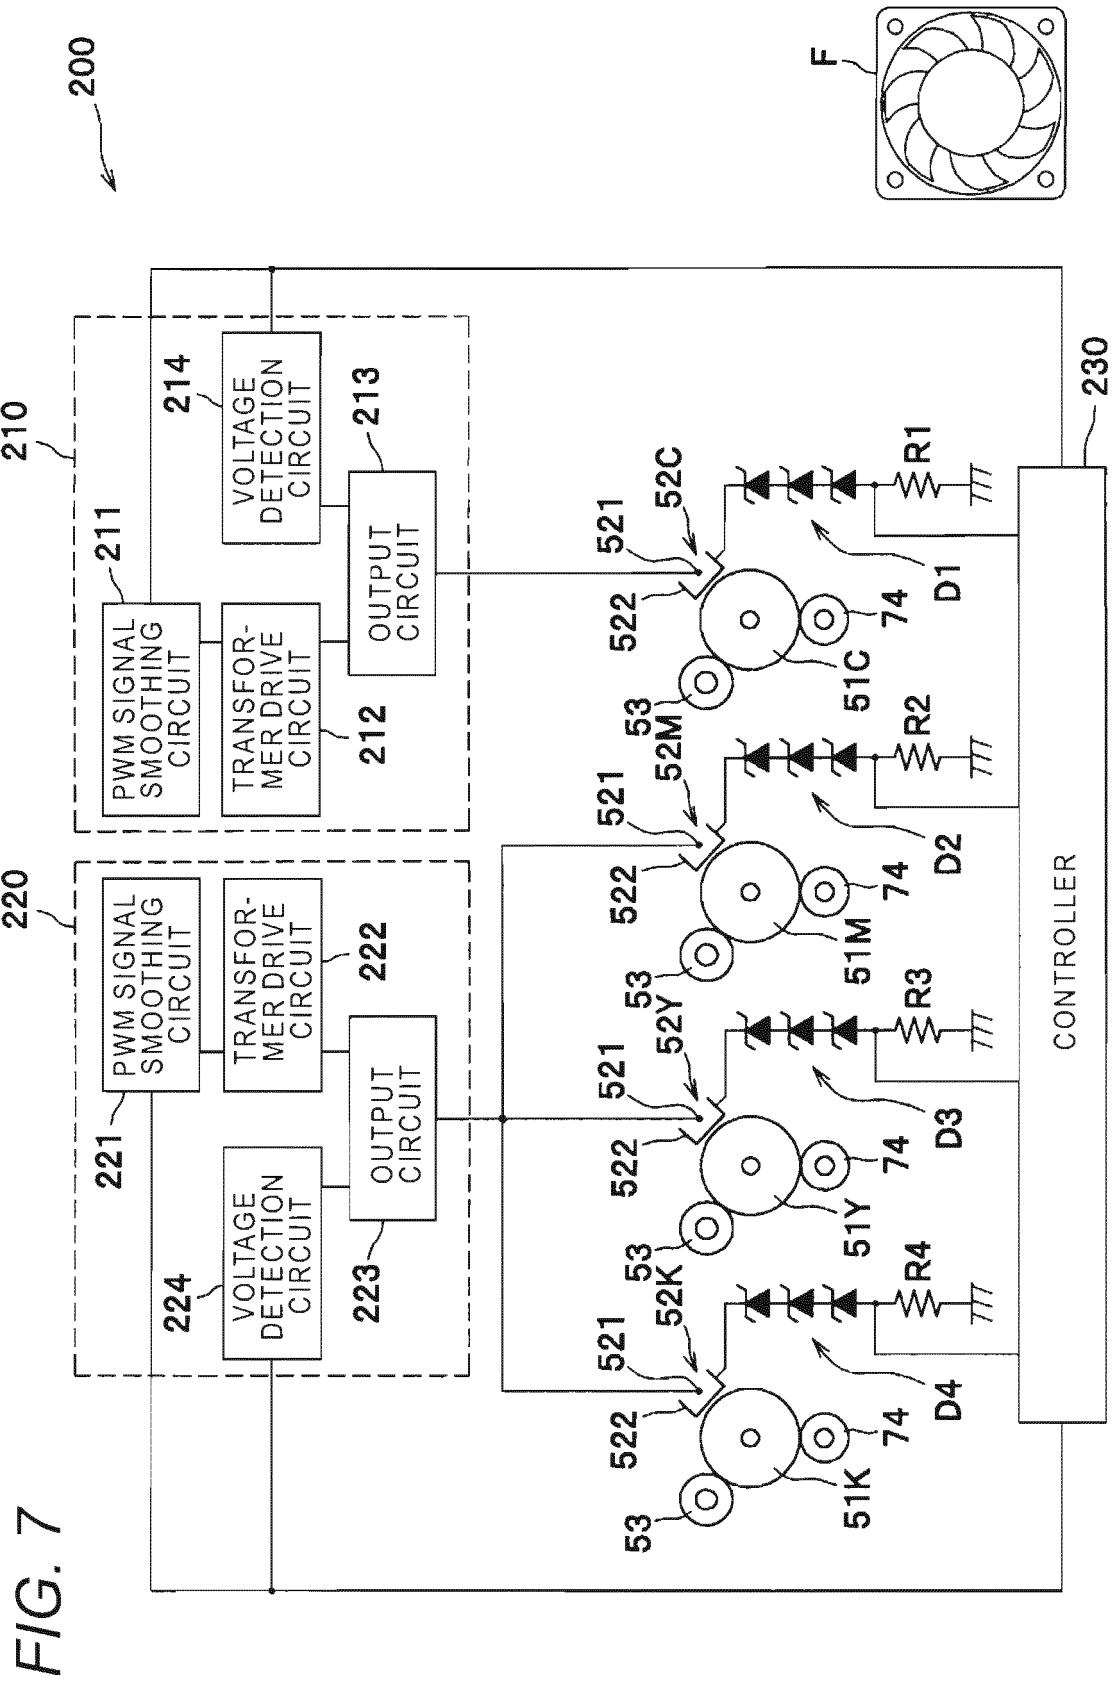 FIG. 7
200
F
220
210
221
PWM SIGNAL
SMOOTHING
CIRCUIT
211
PWM SIGNAL
SMOOTHING
CIRCUIT
224
VOLTAGE
DETECTION
CIRCUIT
TRANSFOR-
MER DRIVE
CIRCUIT
222
TRANSFOR-
MER DRIVE
CIRCUIT
212
214
VOLTAGE
DETECTION
CIRCUIT
223
OUTPUT
CIRCUIT
OUTPUT
CIRCUIT
213
53
522
521
52K
53
522
521
52Y
53
522
521
52M
53
522
521
52C
51K
74
D4
R4
51Y
74
D3
R3
51M
74
D2
R2
51C
74
D1
R1
CONTROLLER
230